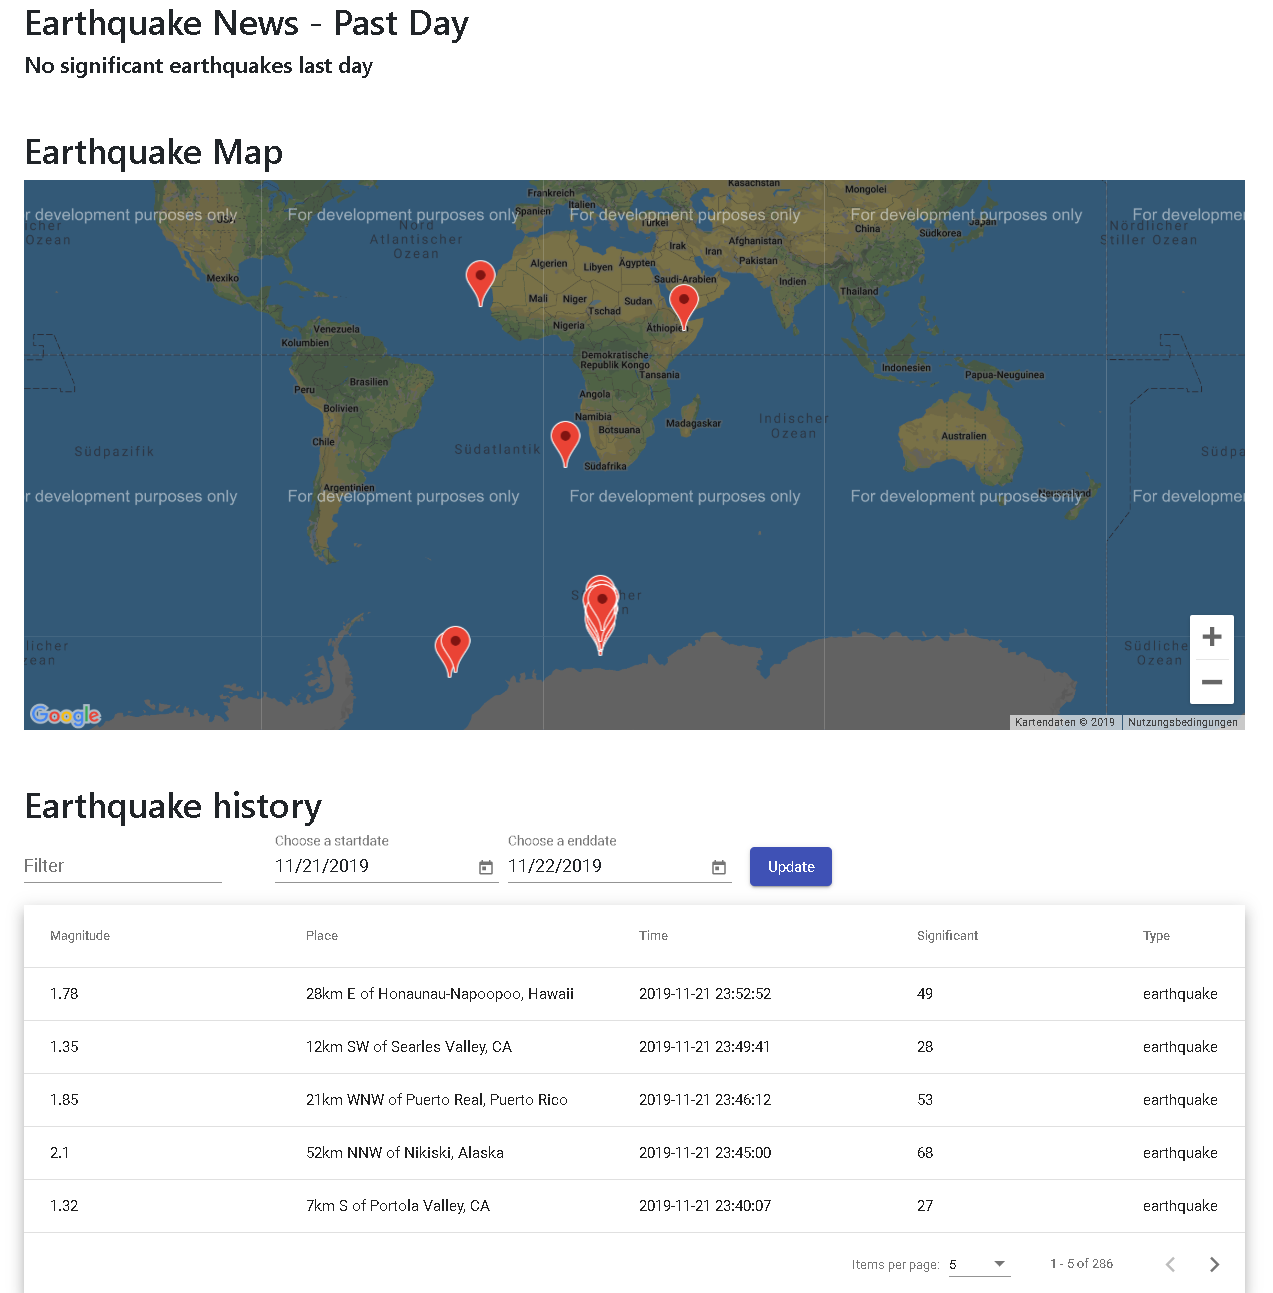 Earthquake News - Past Day
No significant earthquakes last day
Earthquake Map
Kasachstan
Mongolei
Frankreich
Italien
Spanien
Türkei
r development purposes only
For development purposes only
For development purposes only
For development purposes only
For developmer
USA
China
Japan
Südkorea
Nord
Atlantischer
Ozean
icher
Ozean
Nördlicher
Stiller Ozean
Irak
Iran
Afghanistan
Pakistan
Algerien
Libyen
Ägypten
Saudi-Arabien
Mexiko
Indien
Thailand
Mali
Niger
Sudan
Tschad
Nigeria
Äthiopien
Venezuela
Kolumbien
Demokratische
Republik Kongo
Tansania
Indonesien
Papua-Neuguinea
Peru
Brasilien
Angola
Bolivien
Namibia
Botsuana
Madagaskar
Indischer
Ozean
Chile
Australien
Südpazifik
Südatlantik
Südpa
Südafrika
Argentinien
r development purposes only
For development purposes only
For development purposes only
For development purposes only
For developmer
licher
zean
Südliche
Ozean
Google
Kartendaten © 2019
Nutzungsbedingungen
Earthquake history
Choose a startdate
Choose a enddate
Filter
11/21/2019
11/22/2019
Update
Magnitude Place Time Significant Type
1.78 28km E of Honaunau-Napoopoo, Hawaii 2019-11-21 23:52:52 49 earthquake
1.35 12km SW of Searles Valley, CA 2019-11-21 23:49:41 28 earthquake
1.85 21km WNW of Puerto Real, Puerto Rico 2019-11-21 23:46:12 53 earthquake
2.1 52km NNW of Nikiski, Alaska 2019-11-21 23:45:00 68 earthquake
1.32 7km S of Portola Valley, CA 2019-11-21 23:40:07 27 earthquake
Items per page: 5 1 - 5 of 286